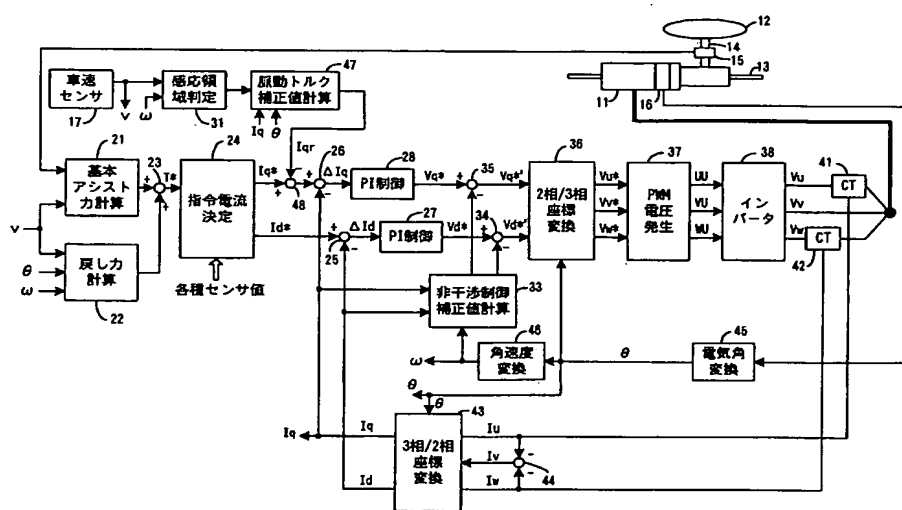 12
14
15
13
11
16
車速
センサ
17
v
ω
感応領
域判定
31
脈動トルク
補正値計算
47
Iq
θ
Iqr
21
基本
アシスト
力計算
23
+
+
T*
24
指令電流
決定
各種センサ値
Iq*
Id*
+
+
48
26
+
-
ΔIq
28
PI制御
Vq*
+
35
-
Vq*'
25
+
-
ΔId
27
PI制御
Vd*
+
34
-
Vd*'
36
2相/3相
座標
変換
Vu*
Vv*
Vw*
37
PWM
電圧
発生
UU
VU
WU
38
イン
バータ
Vu
Vv
Vw
41
CT
CT
42
v
θ
ω
戻し力
計算
22
非干渉制御
補正値計算
33
46
角速度
変換
ω
θ
45
電気角
変換
θ
θ
43
3相/2相
座標
変換
Iq
Iq
Id
Iu
Iv
Iw
-
-
44